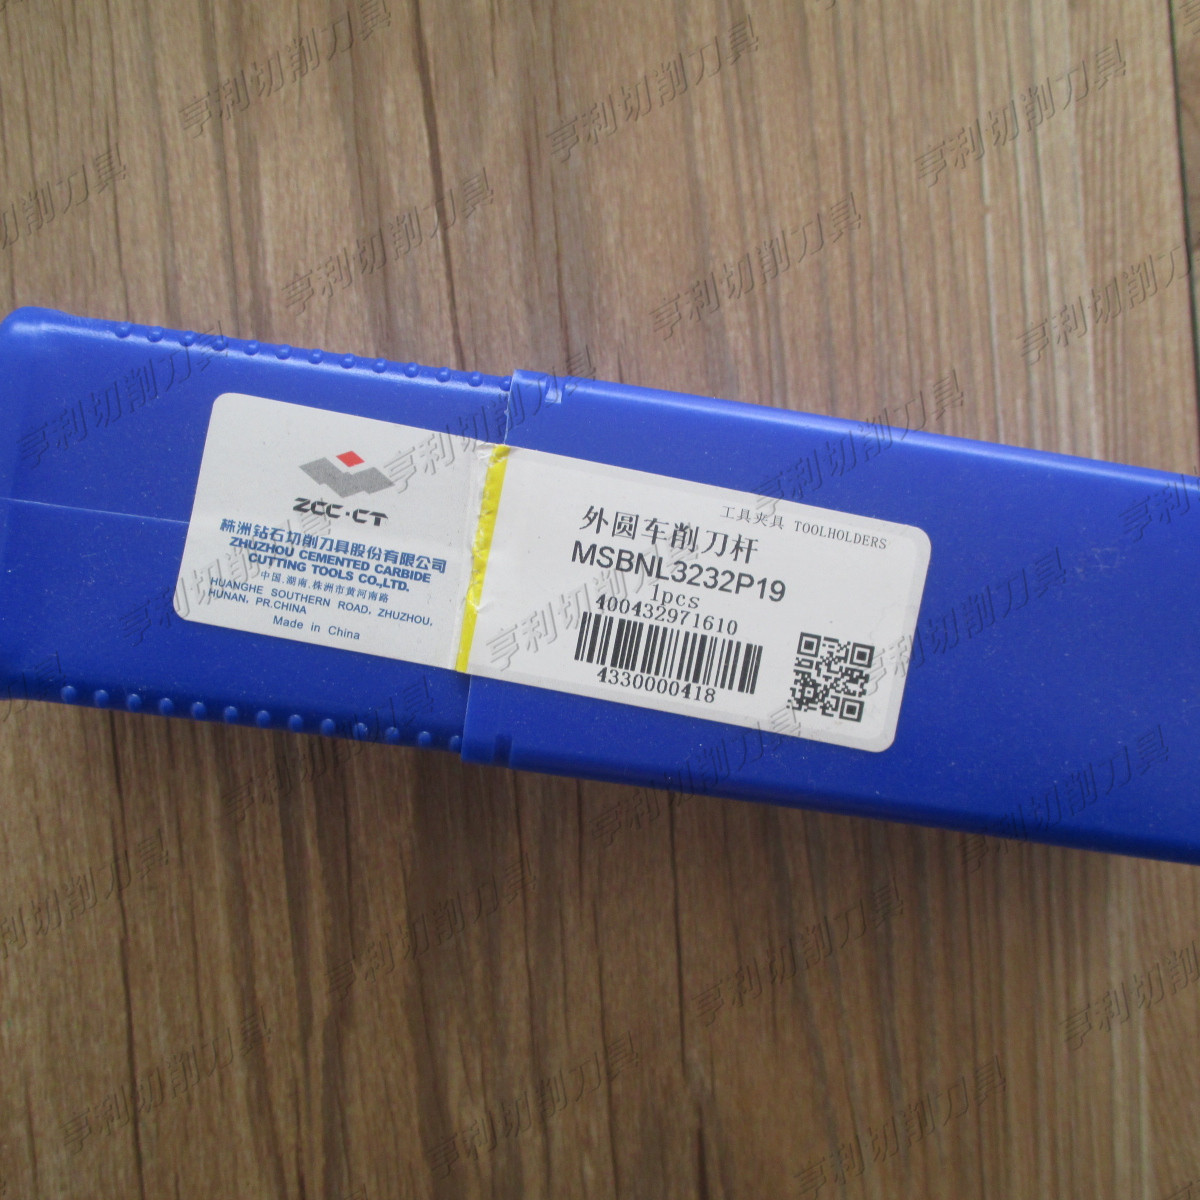 ZCC·CT
株洲钻石切削刀具股份有限公司
ZHUZHOU CEMENTED CARBIDE
CUTTING TOOLS CO.,LTD.
中国.湖南.株洲市黄河南路
HUANGHE SOUTHERN ROAD, ZHUZHOU,
HUNAN, PR.CHINA
Made in China
工具夹具 TOOLHOLDERS
外圆车削刀杆
MSBNL3232P19
1pcs
400432971610
4330000418
亨利切削刀具